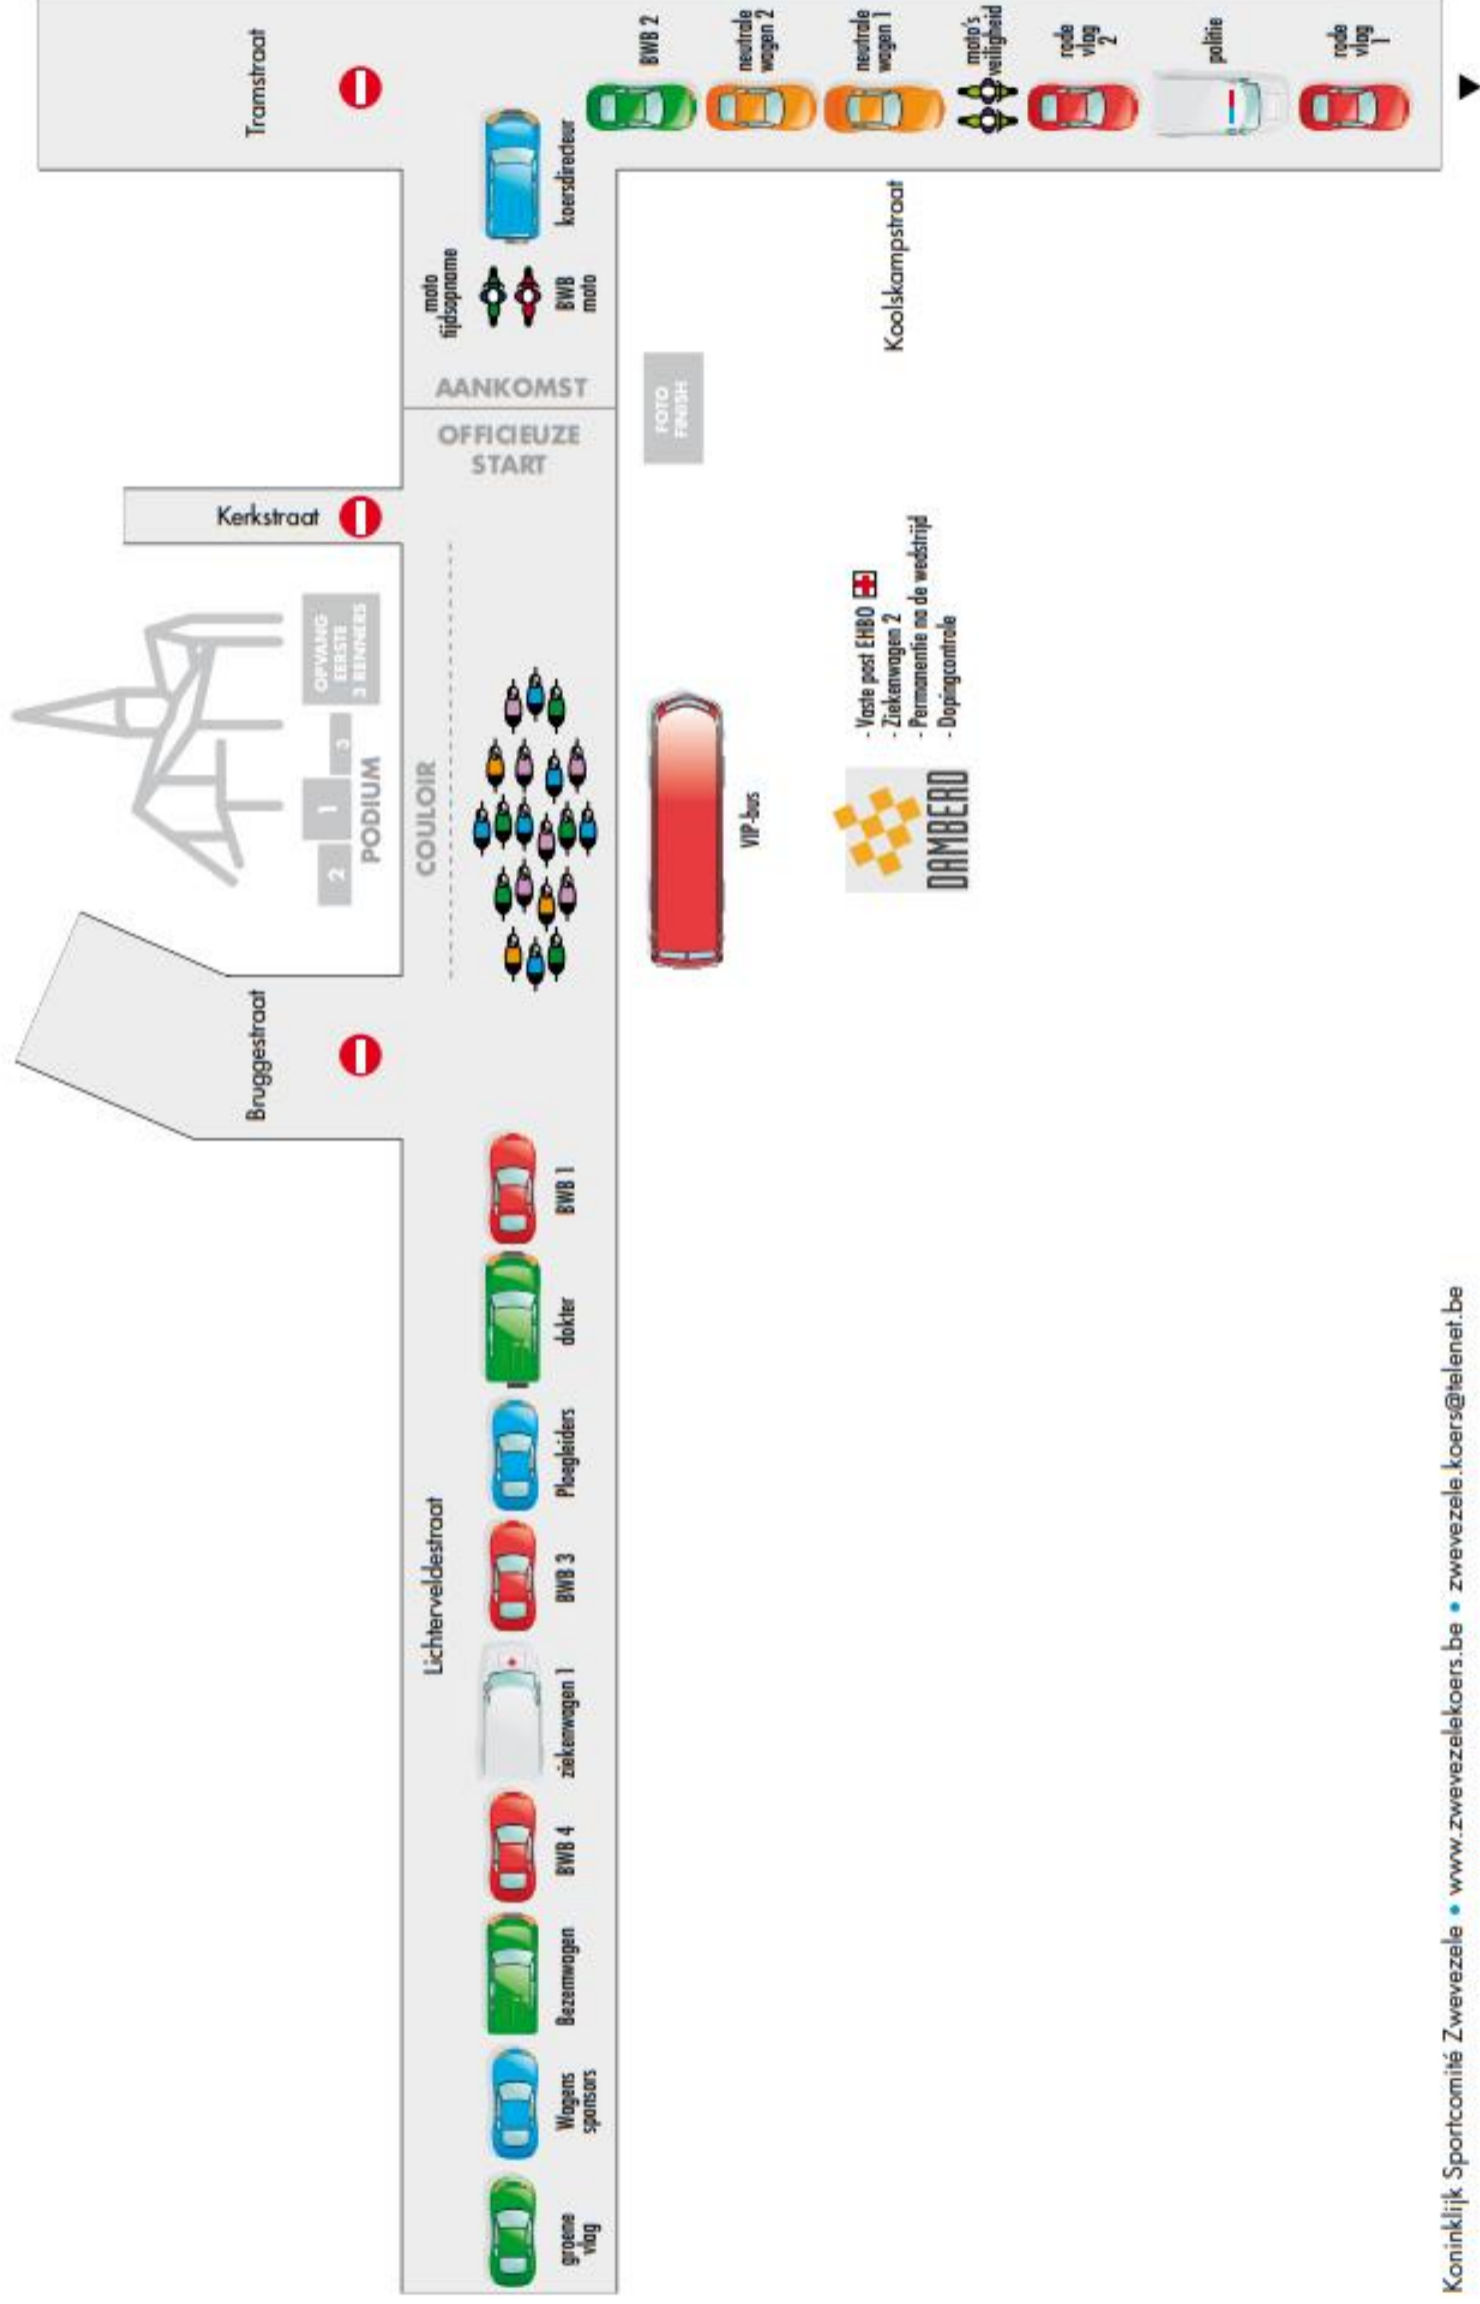 Tramstraat
BWB 2
neutrale
wagen 2
neutrale
wagen 1
moto's
veiligheid
rode
vlag
2
politie
rode
vlag
1
koersdirecteur
moto
tijdsopname
BWB
moto
Koolskampstraat
AANKOMST
OFFICIEUZE
START
FOTO
FINISH
Kerkstraat
OPVANG
EERSTE
3 RENNERS
2
1
3
PODIUM
COULOIR
VIP-bus
- Vaste post EHBO
- Ziekenwagen 2
- Permanentie na de wedstrijd
- Dopingcontrole
DAMBERD
Bruggestraat
Lichterveldestraat
BWB 1
dokter
Ploegleiders
BWB 3
ziekenwagen 1
BWB 4
Bezemwagen
Wagens
sponsors
groene
vlag
Koninklijk Sportcomité Zwevezele • www.zwevezelekoers.be • zwevezele.koers@telenet.be